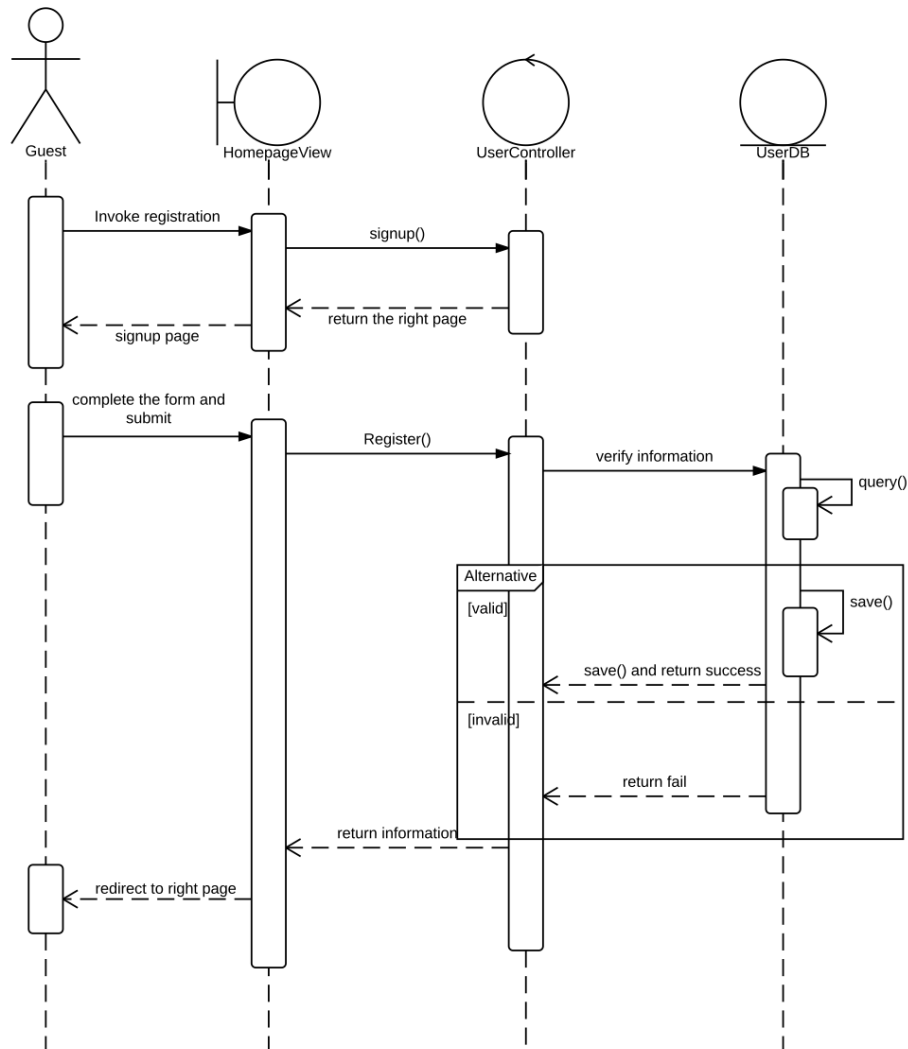 Guest
HomepageView
UserController
UserDB
Invoke registration
signup()
return the right page
signup page
complete the form and
submit
Register()
verify information
query()
Alternative
[valid]
save()
save() and return success
[invalid]
return fail
return information
redirect to right page